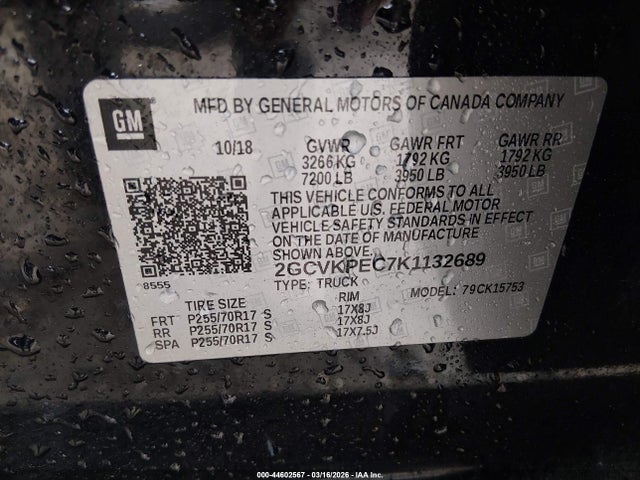 GM
MFD BY GENERAL MOTORS OF CANADA COMPANY
10/18 GVWR GAWR FRT GAWR RR
3266 KG 1792 KG 1792 KG
7200 LB 3950 LB 3950 LB
THIS VEHICLE CONFORMS TO ALL
APPLICABLE U.S. FEDERAL MOTOR
VEHICLE SAFETY STANDARDS IN EFFECT
ON THE DATE OF MANUFACTURE
SHOWN ABOVE.
2GCVKPEC7K1132689
TYPE: TRUCK MODEL: 79CK15753
8555
TIRE SIZE RIM
FRT P255/70R17 S 17X8J
RR P255/70R17 S 17X8J
SPA P255/70R17 S 17X7.5J
000-44602567 | 03/16/2026 | IAA Inc.